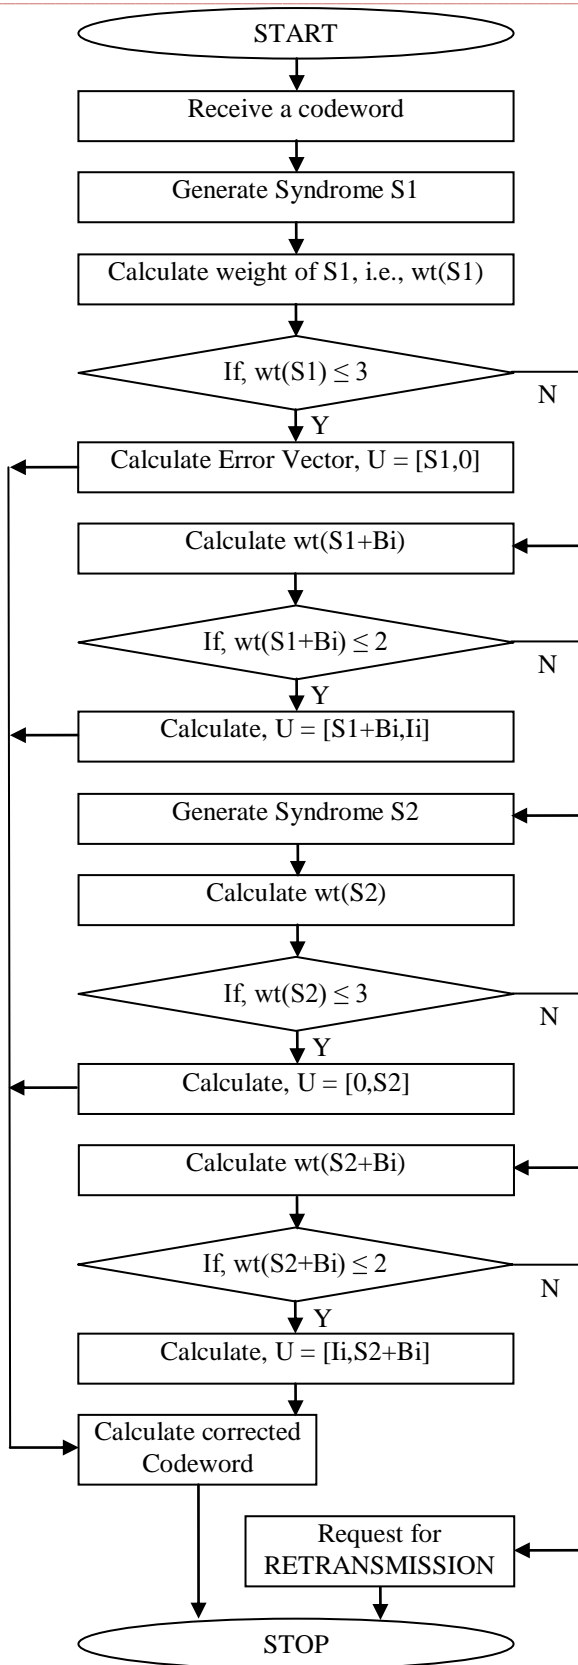 START
Receive a codeword
Generate Syndrome S1
Calculate weight of S1, i.e., wt(S1)
If, wt(S1) ≤ 3
N
Y
Calculate Error Vector, U = [S1,0]
Calculate wt(S1+Bi)
If, wt(S1+Bi) ≤ 2
N
Y
Calculate, U = [S1+Bi,Ii]
Generate Syndrome S2
Calculate wt(S2)
If, wt(S2) ≤ 3
N
Y
Calculate, U = [0,S2]
Calculate wt(S2+Bi)
If, wt(S2+Bi) ≤ 2
N
Y
Calculate, U = [Ii,S2+Bi]
Calculate corrected
Codeword
Request for
RETRANSMISSION
STOP